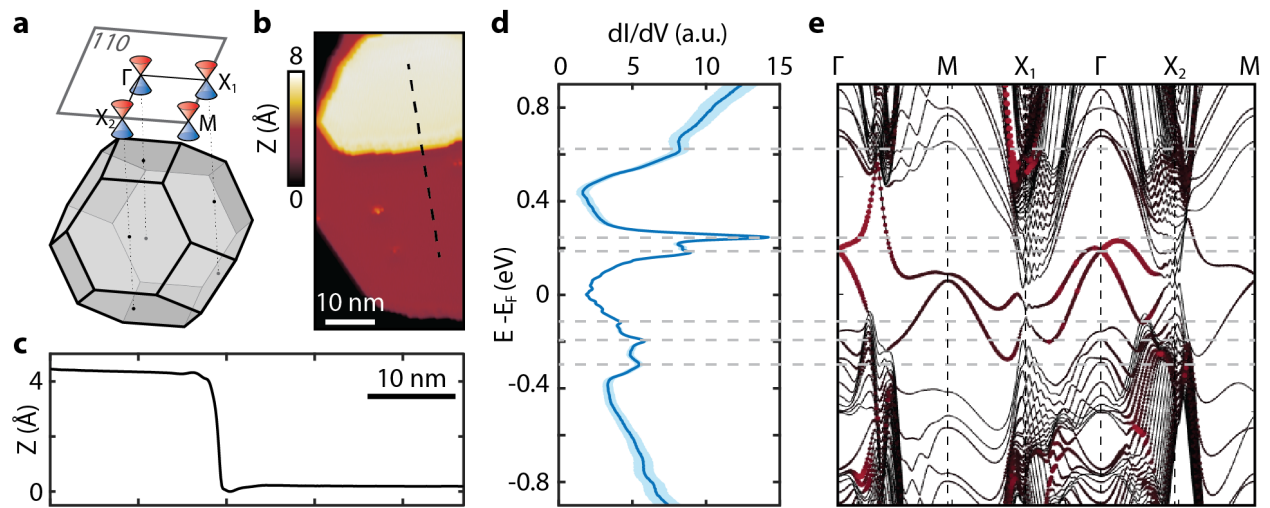 a
110
Γ
X₁
X₂
M
b
8
Z (Å)
0
10 nm
c
4
Z (Å)
0
10 nm
d
dI/dV (a.u.)
0 5 10 15
E -E_F (eV)
0.8
0.4
0
-0.4
-0.8
e
Γ M X₁ Γ X₂ M